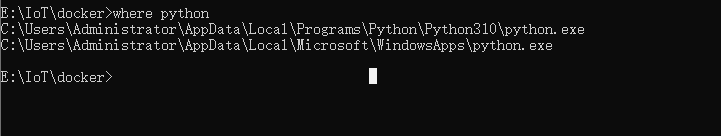 E:\IoT\docker>where python
C:\Users\Administrator\AppData\Local\Programs\Python\Python310\python.exe
C:\Users\Administrator\AppData\Local\Microsoft\WindowsApps\python.exe
E:\IoT\docker>